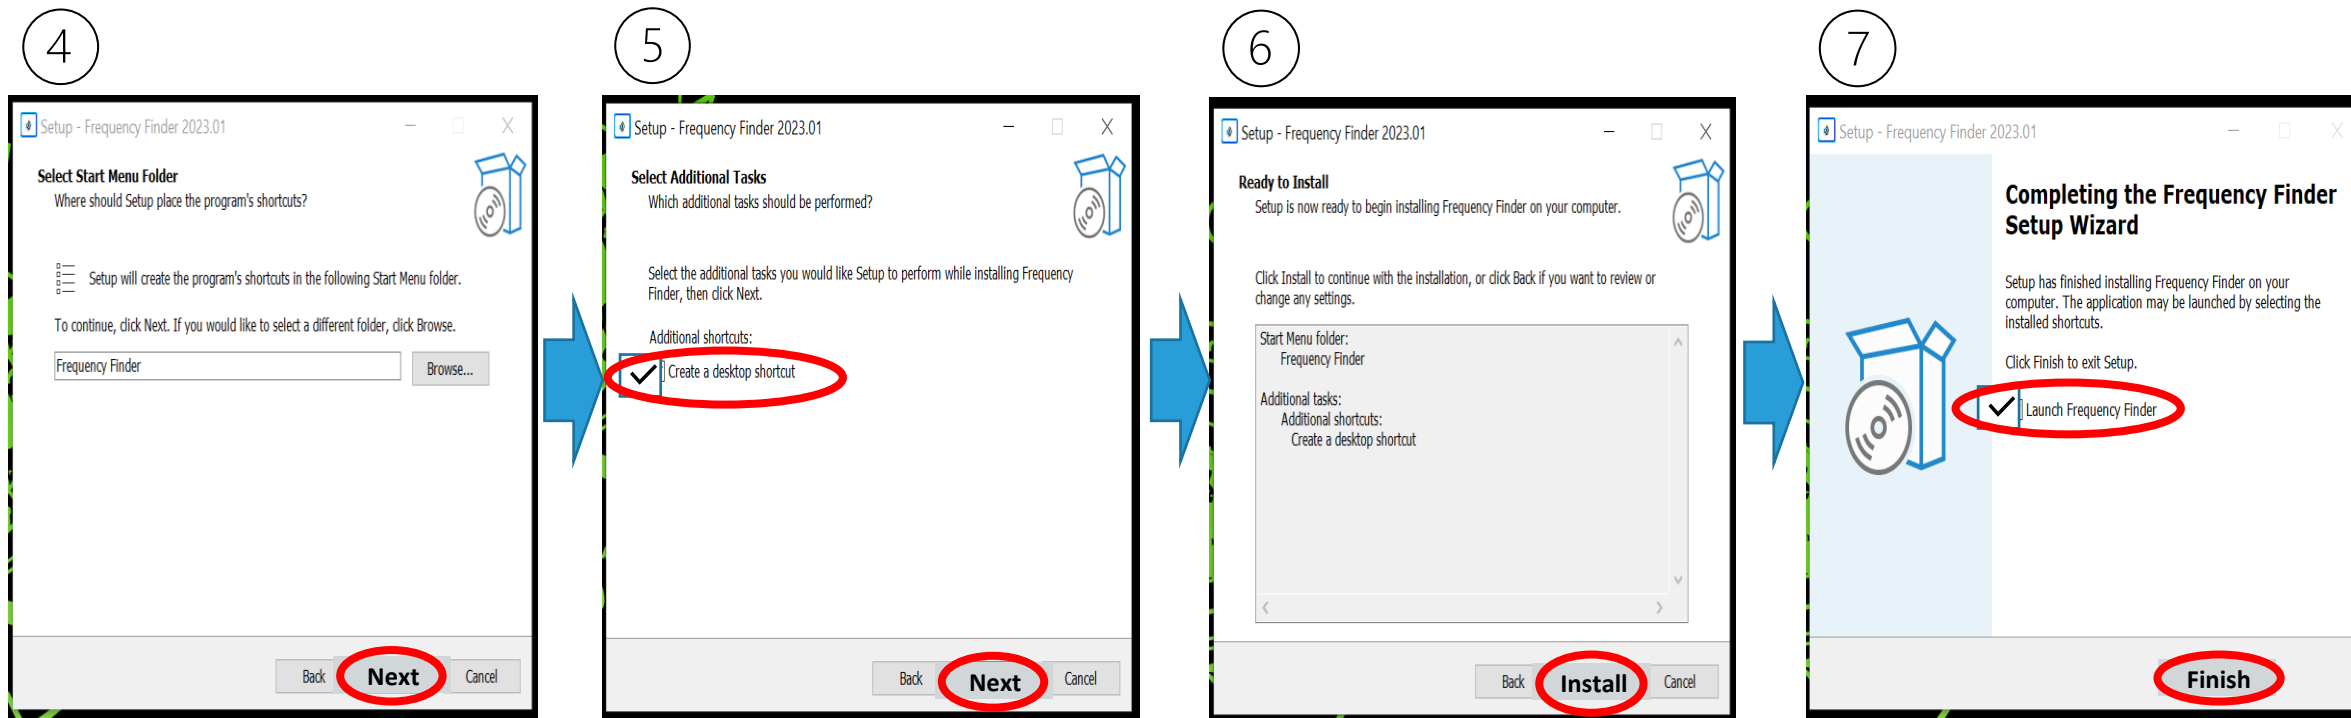 4
Setup - Frequency Finder 2023.01
Select Start Menu Folder
Where should Setup place the program's shortcuts?
Setup will create the program's shortcuts in the following Start Menu folder.
To continue, click Next. If you would like to select a different folder, click Browse.
Frequency Finder
Browse...
Back
Next
Cancel
5
Setup - Frequency Finder 2023.01
Select Additional Tasks
Which additional tasks should be performed?
Select the additional tasks you would like Setup to perform while installing Frequency
Finder, then click Next.
Additional shortcuts:
Create a desktop shortcut
Back
Next
Cancel
6
Setup - Frequency Finder 2023.01
Ready to Install
Setup is now ready to begin installing Frequency Finder on your computer.
Click Install to continue with the installation, or click Back if you want to review or
change any settings.
Start Menu folder:
Frequency Finder
Additional tasks:
Additional shortcuts:
Create a desktop shortcut
Back
Install
Cancel
7
Setup - Frequency Finder 2023.01
Completing the Frequency Finder
Setup Wizard
Setup has finished installing Frequency Finder on your
computer. The application may be launched by selecting the
installed shortcuts.
Click Finish to exit Setup.
Launch Frequency Finder
Finish